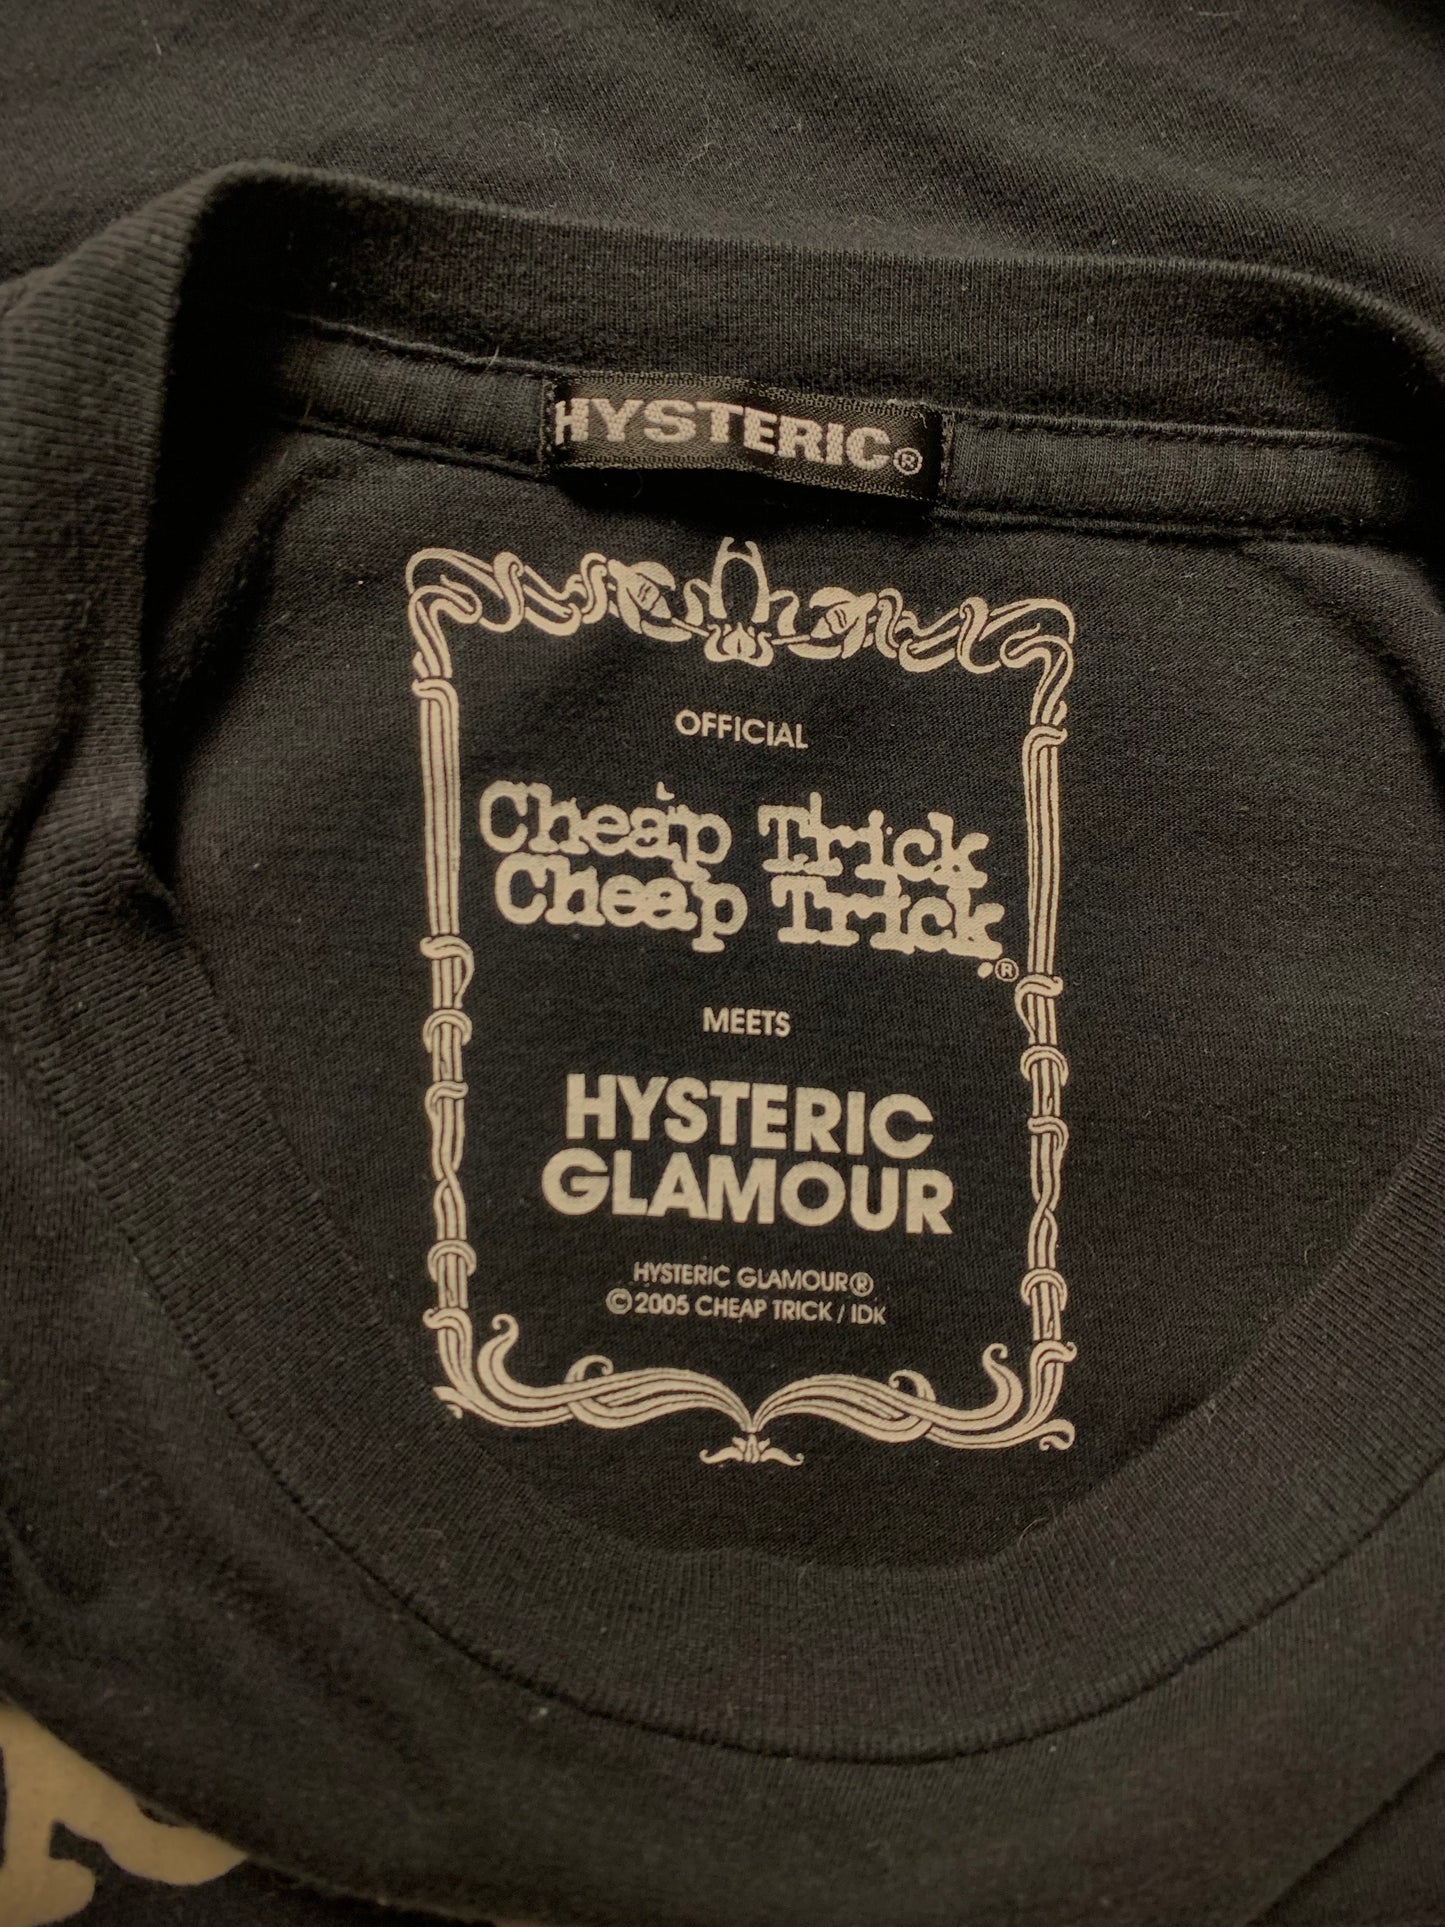 HYSTERIC®
OFFICIAL
Cheap Trick
Cheap Trick®
MEETS
HYSTERIC
GLAMOUR
HYSTERIC GLAMOUR®
© 2005 CHEAP TRICK / IDK